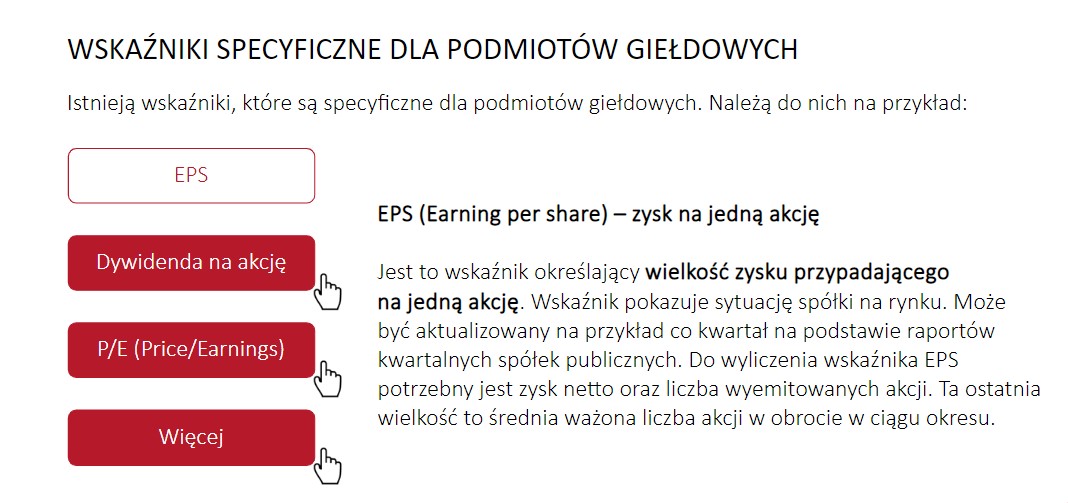 WSKAŹNIKI SPECYFICZNE DLA PODMIOTÓW GIEŁDOWYCH
Istnieją wskaźniki, które są specyficzne dla podmiotów giełdowych. Należą do nich na przykład:
EPS
Dywidenda na akcję
P/E (Price/Earnings)
Więcej
EPS (Earning per share) – zysk na jedną akcję
Jest to wskaźnik określający wielkość zysku przypadającego
na jedną akcję. Wskaźnik pokazuje sytuację spółki na rynku. Może
być aktualizowany na przykład co kwartał na podstawie raportów
kwartalnych spółek publicznych. Do wyliczenia wskaźnika EPS
potrzebny jest zysk netto oraz liczba wyemitowanych akcji. Ta ostatnia
wielkość to średnia ważona liczba akcji w obrocie w ciągu okresu.